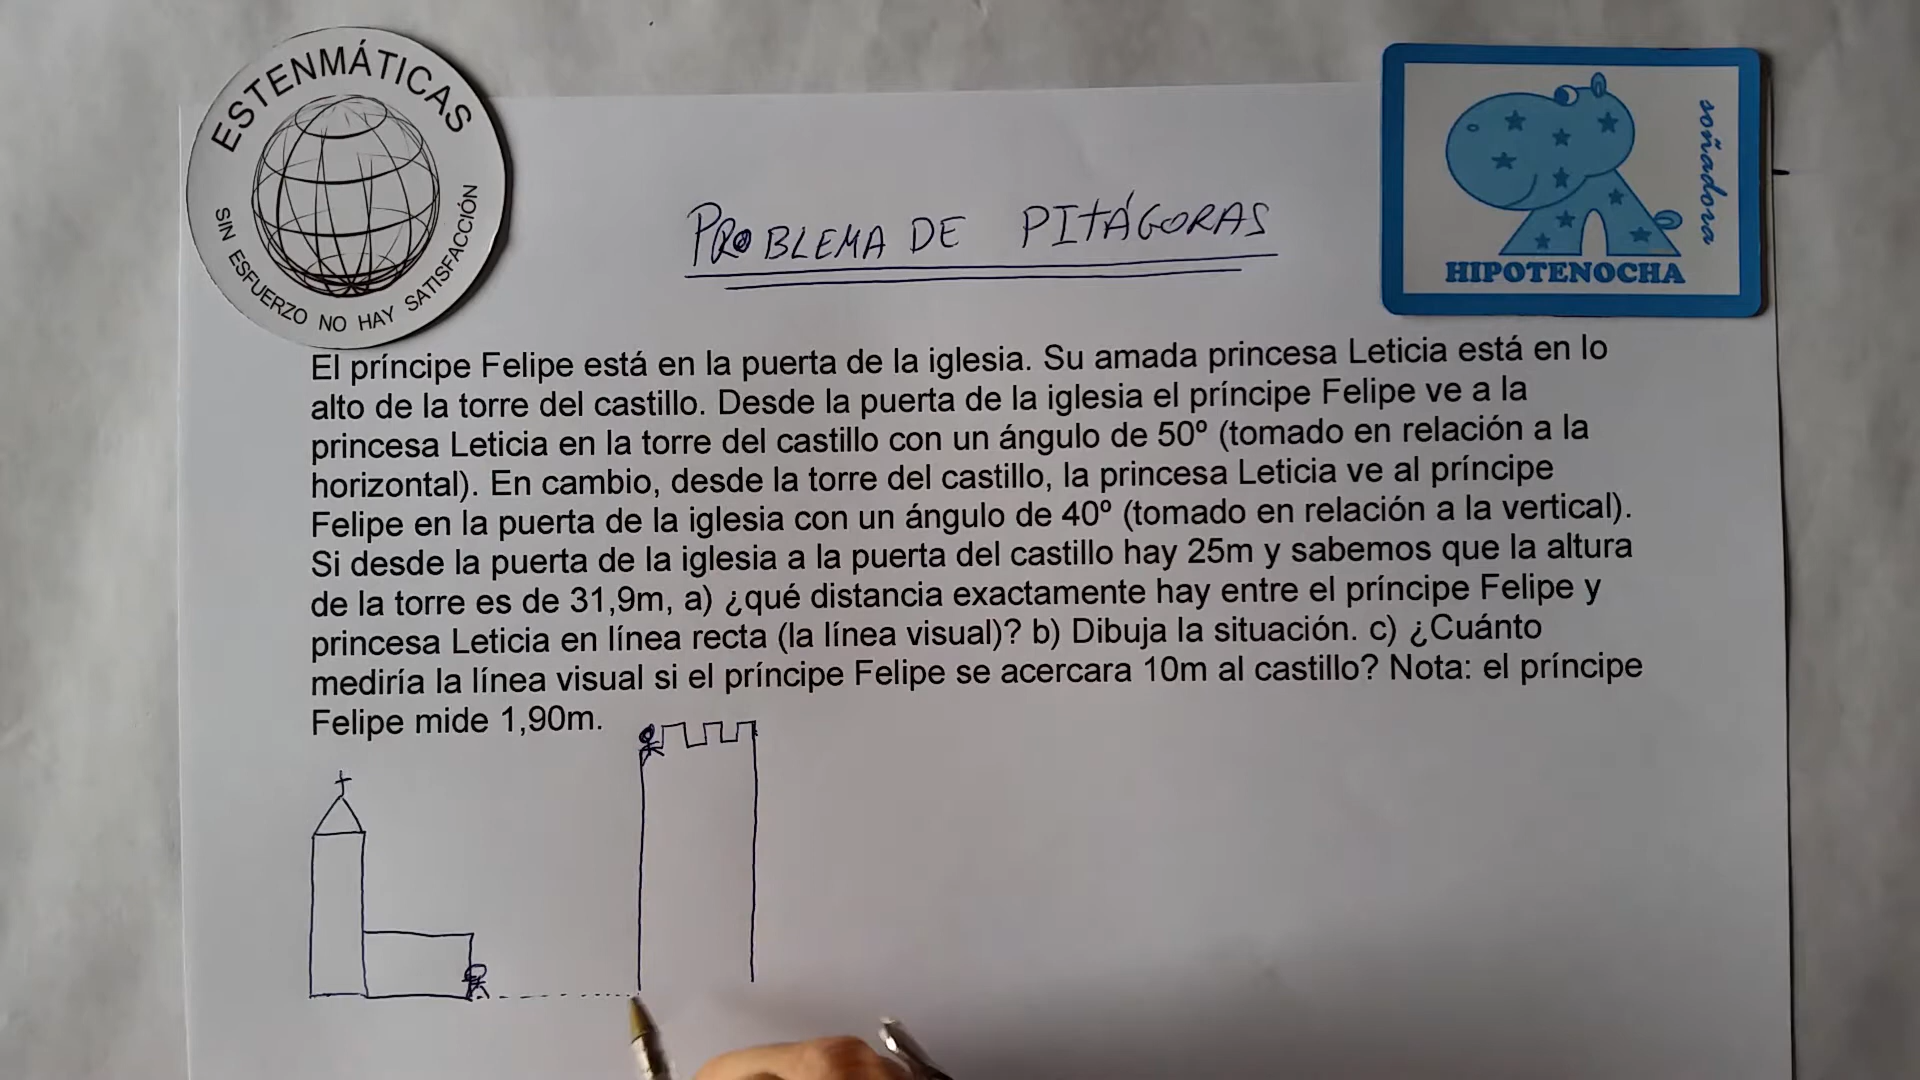 ESTENMÁTICAS
SIN ESFUERZO NO HAY SATISFACCIÓN
soñadora
HIPOTENOCHA
PROBLEMA DE PITÁGORAS
El príncipe Felipe está en la puerta de la iglesia. Su amada princesa Leticia está en lo
alto de la torre del castillo. Desde la puerta de la iglesia el príncipe Felipe ve a la
princesa Leticia en la torre del castillo con un ángulo de 50º (tomado en relación a la
horizontal). En cambio, desde la torre del castillo, la princesa Leticia ve al príncipe
Felipe en la puerta de la iglesia con un ángulo de 40º (tomado en relación a la vertical).
Si desde la puerta de la iglesia a la puerta del castillo hay 25m y sabemos que la altura
de la torre es de 31,9m, a) ¿qué distancia exactamente hay entre el príncipe Felipe y
princesa Leticia en línea recta (la línea visual)? b) Dibuja la situación. c) ¿Cuánto
mediría la línea visual si el príncipe Felipe se acercara 10m al castillo? Nota: el príncipe
Felipe mide 1,90m.